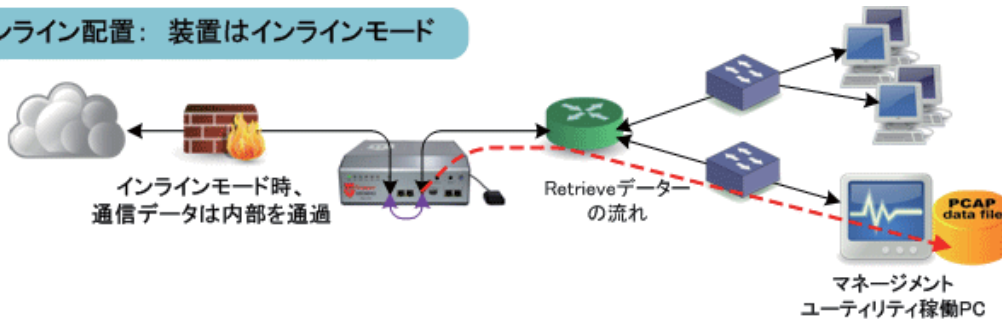 ンライン配置： 装置はインラインモード
インラインモード時、
通信データは内部を通過
Retrieveデーター
の流れ
PCAP
data file
マネージメント
ユーティリティ稼働PC